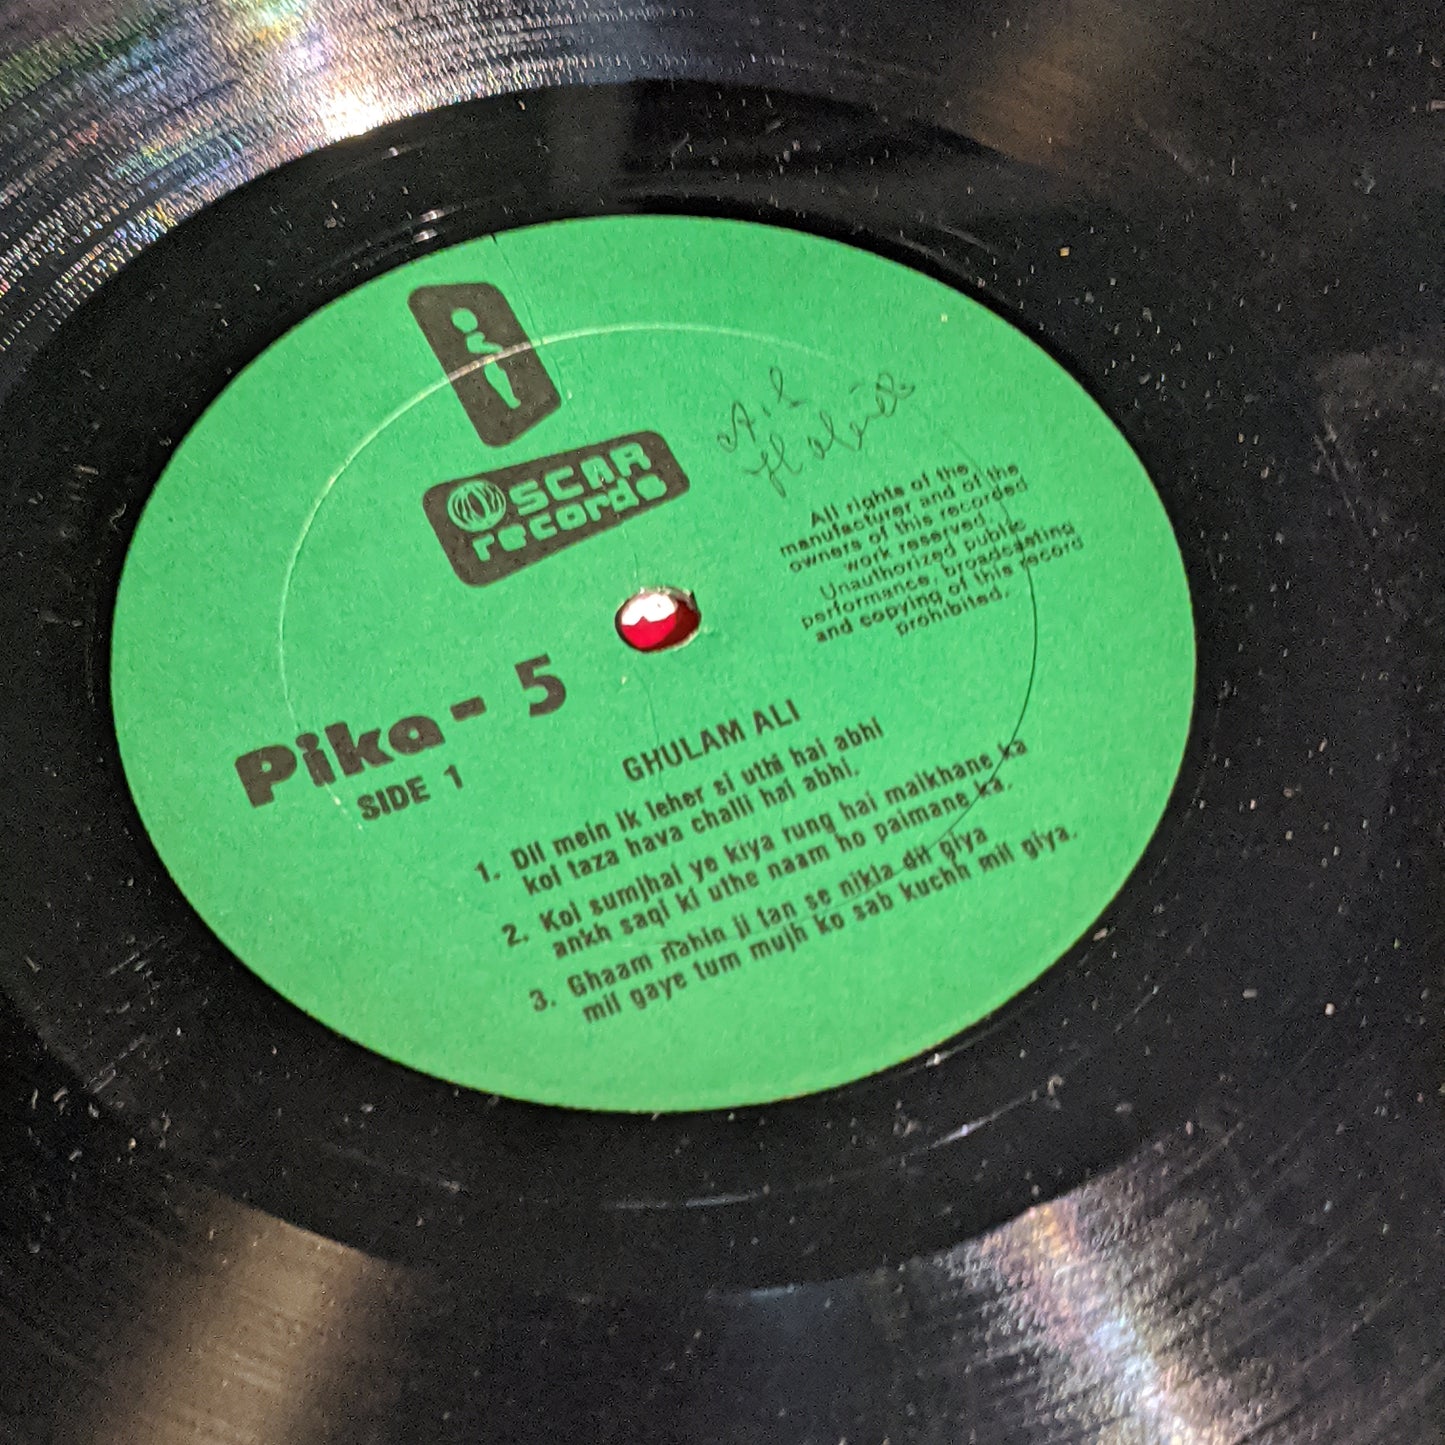 OSCAR
records
All rights of the
manufacturer and of the
owners of this recorded
work reserved.
Unauthorized public
performance, broadcasting
and copying of this record
prohibited.
Pika - 5
SIDE 1
GHULAM ALI
1. Dil mein ik leher si uthi hai abhi
koi taza hava challi hai abhi.
2. Koi sumjhai ye kiya rung hai maikhane ka
ankh saqi ki uthe naam ho paimane ka.
3. Ghaam nahin ji tan se nikla dil giya
mil gaye tum mujh ko sab kuchh mil giya.